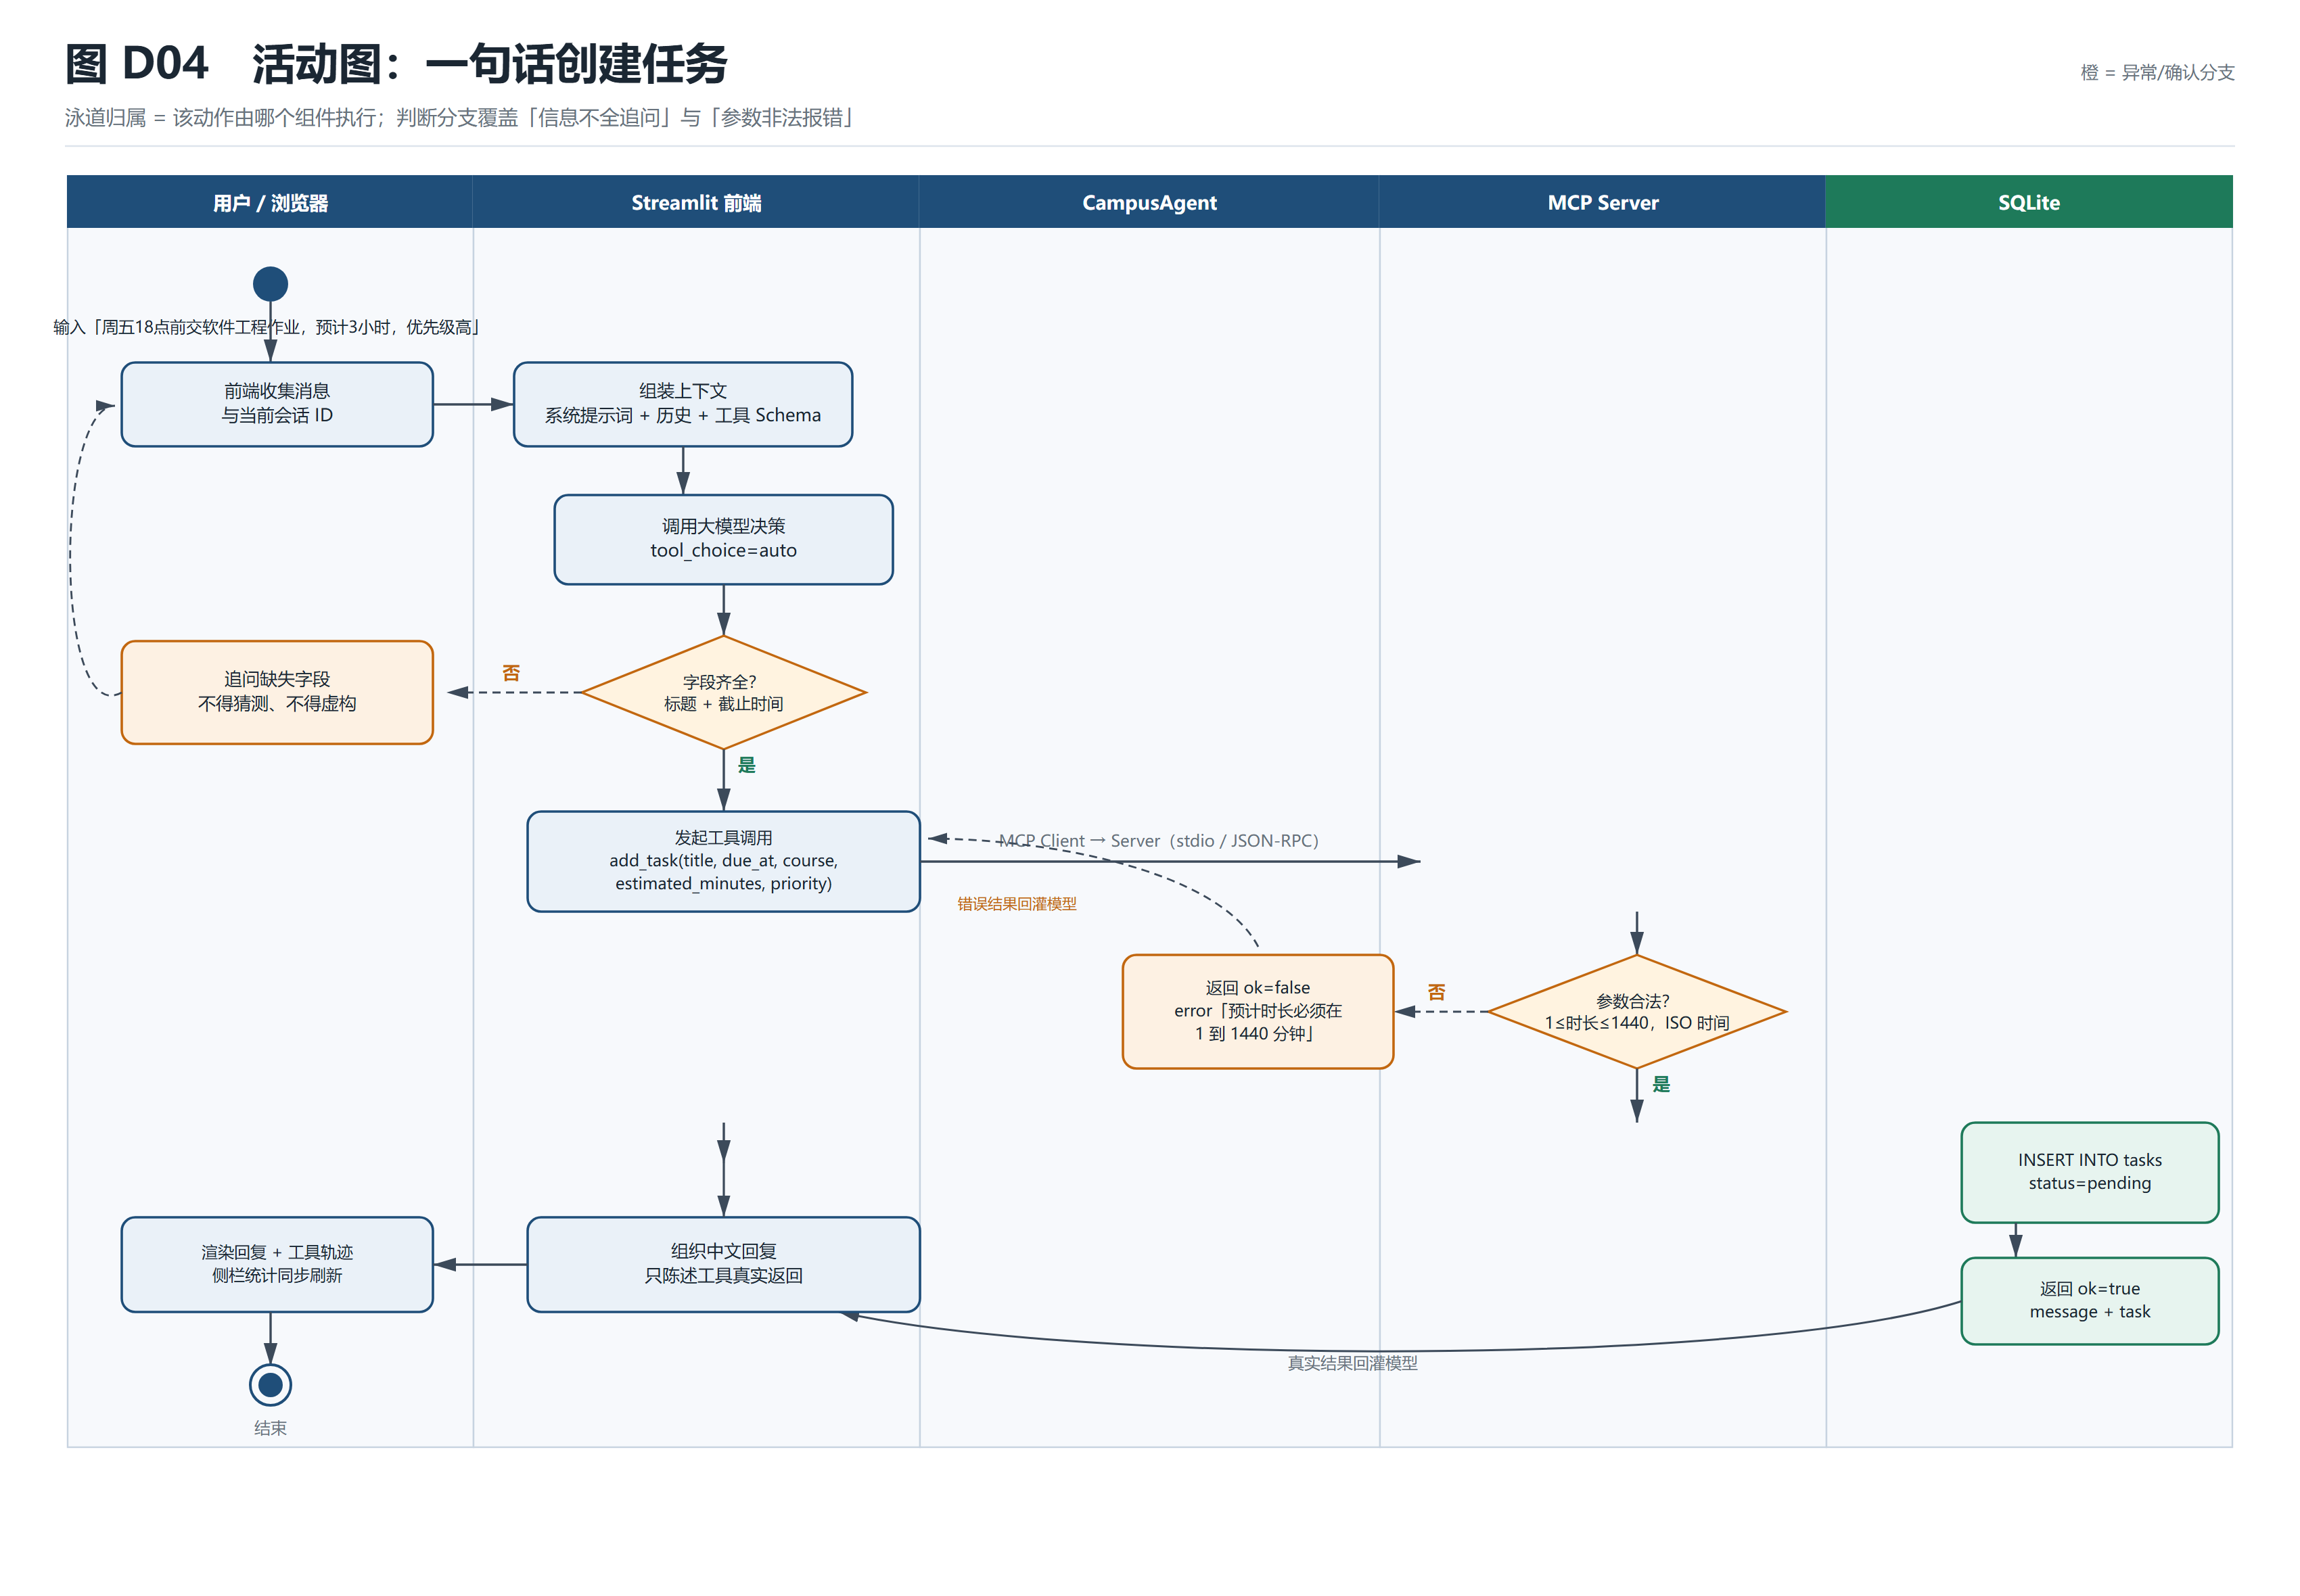 图 D04 活动图：一句话创建任务
橙 = 异常/确认分支
泳道归属 = 该动作由哪个组件执行；判断分支覆盖「信息不全追问」与「参数非法报错」
用户 / 浏览器
Streamlit 前端
CampusAgent
MCP Server
SQLite
输入「周五18点前交软件工程作业，预计3小时，优先级高」
前端收集消息
与当前会话 ID
组装上下文
系统提示词 + 历史 + 工具 Schema
调用大模型决策
tool_choice=auto
追问缺失字段
不得猜测、不得虚构
否
字段齐全?
标题 + 截止时间
是
发起工具调用
add_task(title, due_at, course,
estimated_minutes, priority)
MCP Client → Server（stdio / JSON-RPC）
错误结果回灌模型
返回 ok=false
error「预计时长必须在
1 到 1440 分钟」
否
参数合法?
1≤时长≤1440，ISO 时间
是
INSERT INTO tasks
status=pending
渲染回复 + 工具轨迹
侧栏统计同步刷新
组织中文回复
只陈述工具真实返回
返回 ok=true
message + task
真实结果回灌模型
结束